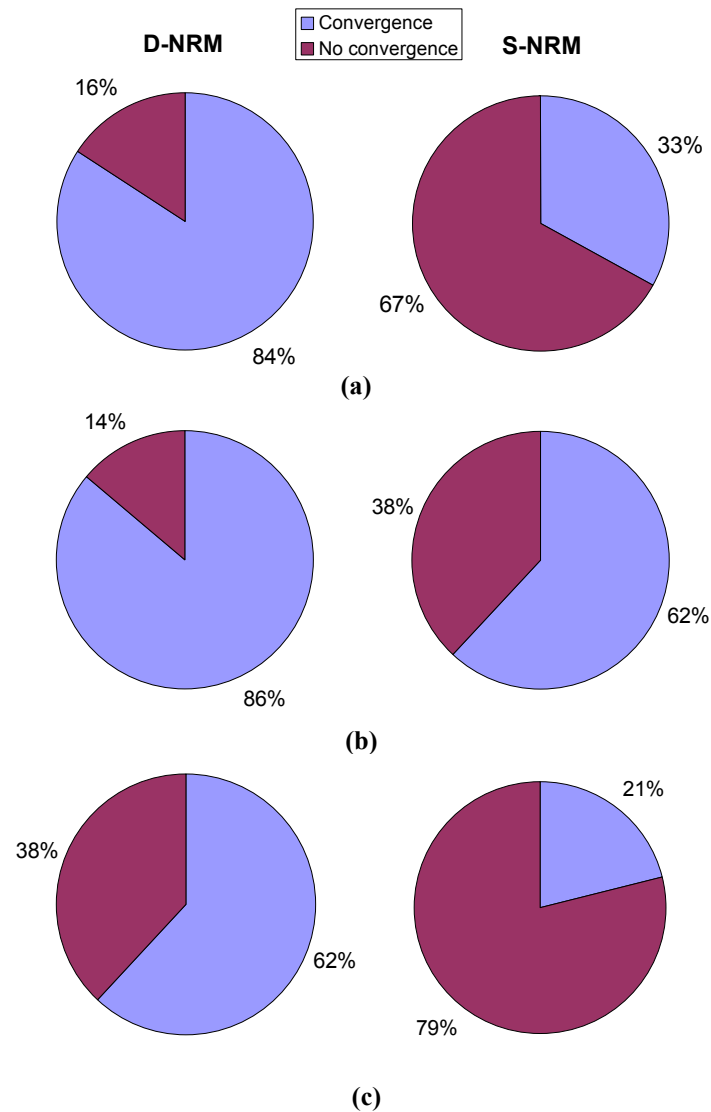 D-NRM
Convergence
No convergence
S-NRM
16%
84%
33%
67%
(a)
14%
86%
38%
62%
(b)
38%
62%
21%
79%
(c)